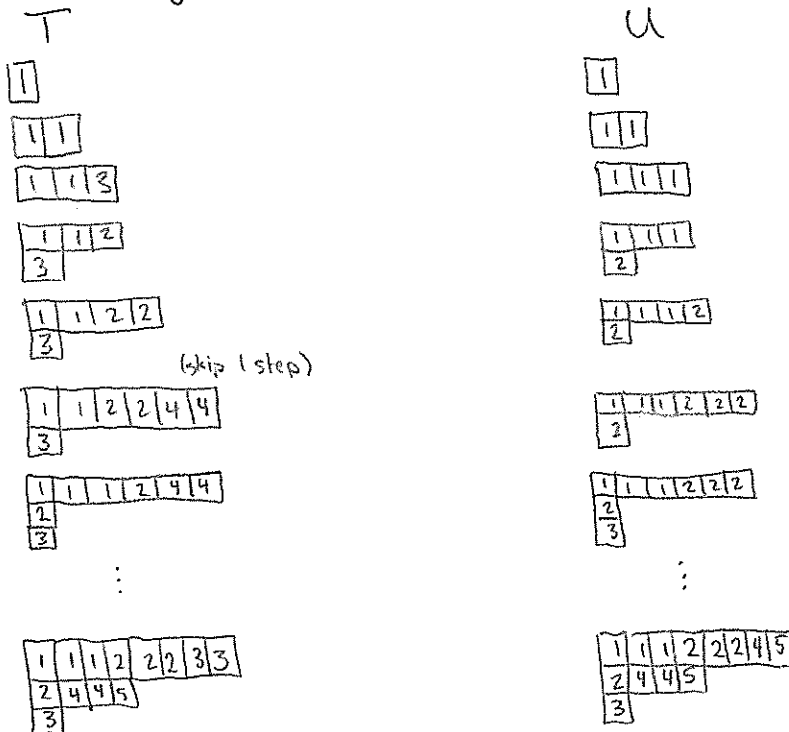 T U
1 1
1 1 1 1
1 1 3 1 1 1
1 1 2 1 1 1
3 2
1 1 2 2 1 1 1 2
3 2
(skip 1 step)
1 1 2 2 4 4 1 1 1 2 2 2
3 2
1 1 1 2 4 4 1 1 1 2 2 2
2 2
3 3
⋮ ⋮
1 1 1 2 2 2 3 3 1 1 1 2 2 2 4 5
2 4 4 5 2 4 4 5
3 3